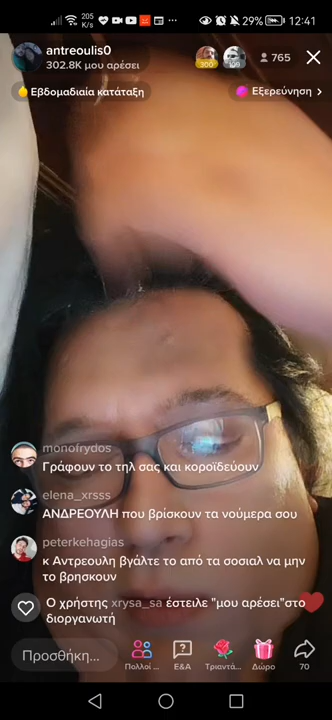 205 K/s
29%
12:41
antreoulis0
302.8K μου αρέσει
200
199
765
Εβδομαδιαία κατάταξη
Εξερεύνηση
monofrydos
Γράφουν το τηλ σας και κοροϊδεύουν
elena_xrsss
ΑΝΔΡΕΟΥΛΗ που βρίσκουν τα νούμερα σου
peterkehagias
κ Αντρεουλη βγάλτε το από τα σοσιαλ να μην
το βρησκουν
Ο χρήστης xrysa_sa έστειλε "μου αρέσει"στο
διοργανωτή
Προσθήκη...
Πολλοί ...
Ε&Α
Τριαντά...
Δώρο
70